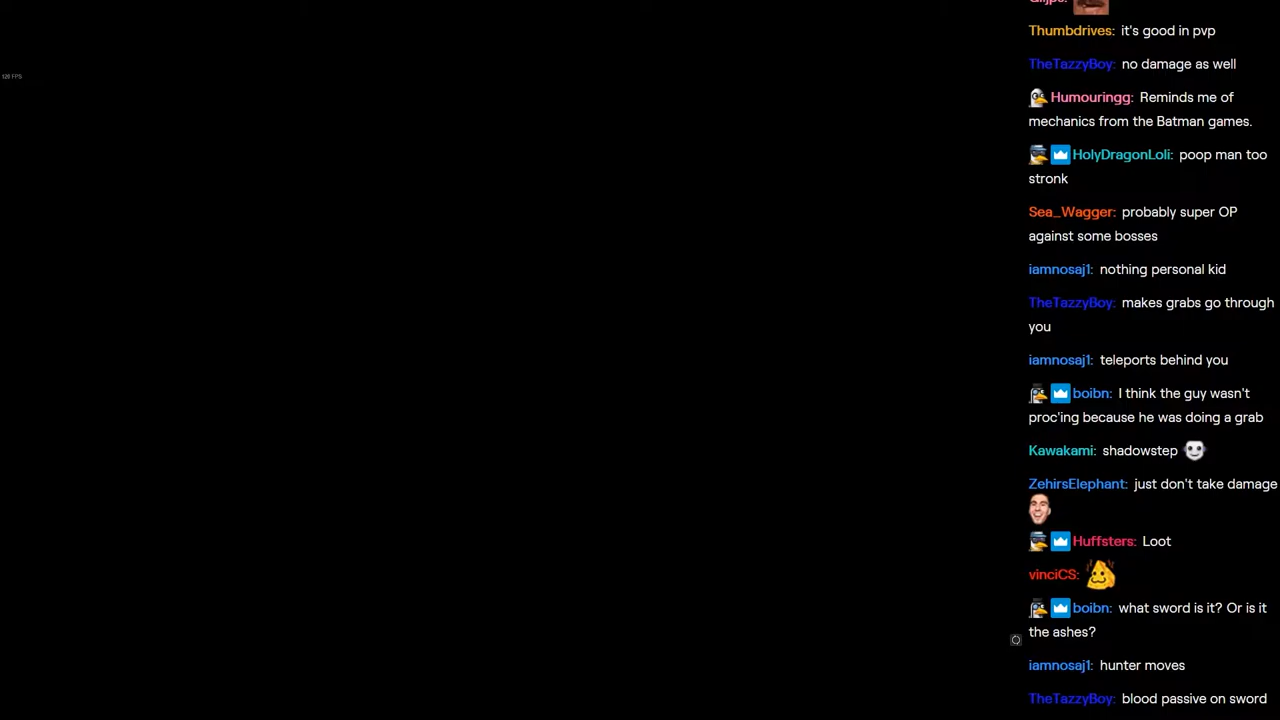 Thumbdrives: it's good in pvp
126 FPS
TheTazzyBoy: no damage as well
Humouringg: Reminds me of
mechanics from the Batman games.
HolyDragonLoli: poop man too
stronk
Sea_Wagger: probably super OP
against some bosses
iamnosaj1: nothing personal kid
TheTazzyBoy: makes grabs go through
you
iamnosaj1: teleports behind you
boibn: I think the guy wasn't
proc'ing because he was doing a grab
Kawakami: shadowstep
ZehirsElephant: just don't take damage
Huffsters: Loot
vinciCS:
boibn: what sword is it? Or is it
the ashes?
iamnosaj1: hunter moves
TheTazzyBoy: blood passive on sword